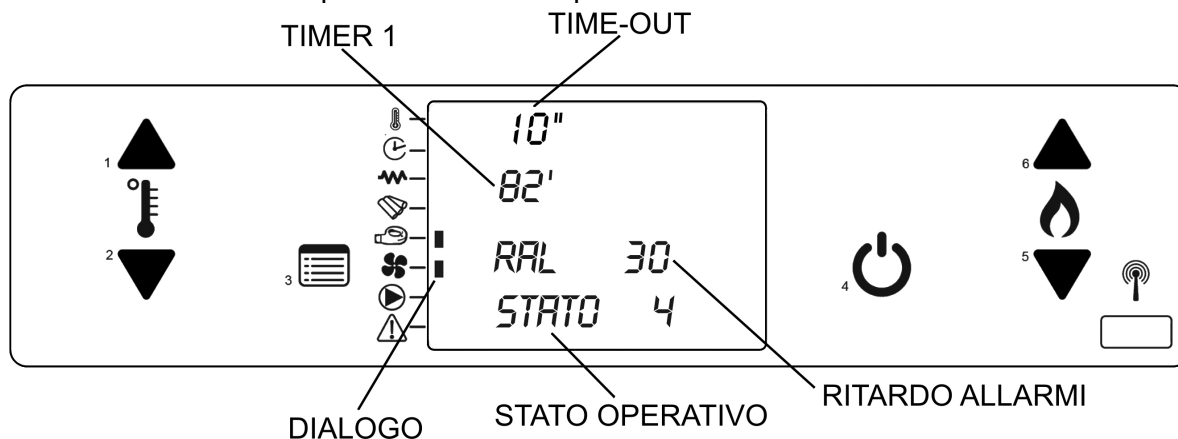 TIME-OUT
TIMER 1
10"
1
6
82'
2
3
RAL 30
4
5
STATO 4
RITARDO ALLARMI
STATO OPERATIVO
DIALOGO